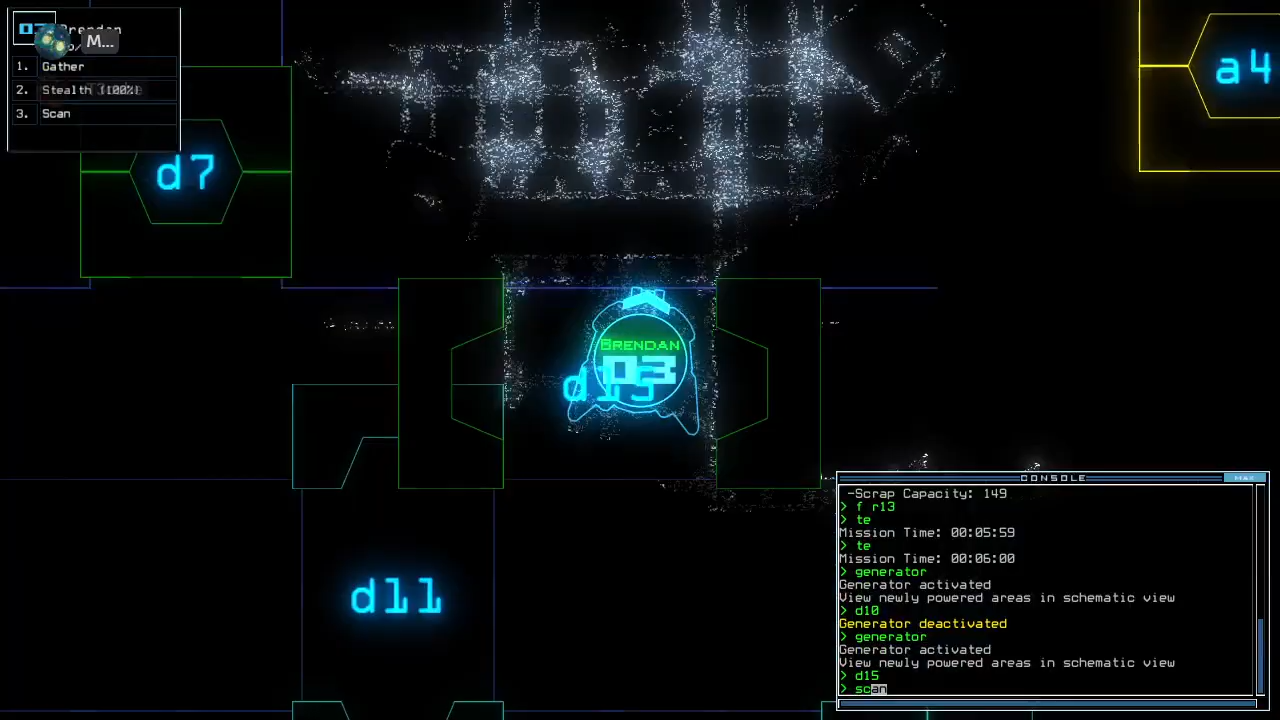 03 Brendan
M...
1. Gather
2. Stealth (100%)
3. Scan
d7
a4
BRENDAN
03
d15
d11
CONSOLE
MAX
-Scrap Capacity: 149
> f r13
> te
Mission Time: 00:05:59
> te
Mission Time: 00:06:00
> generator
Generator activated
View newly powered areas in schematic view
> d10
Generator deactivated
> generator
Generator activated
View newly powered areas in schematic view
> d15
> scan